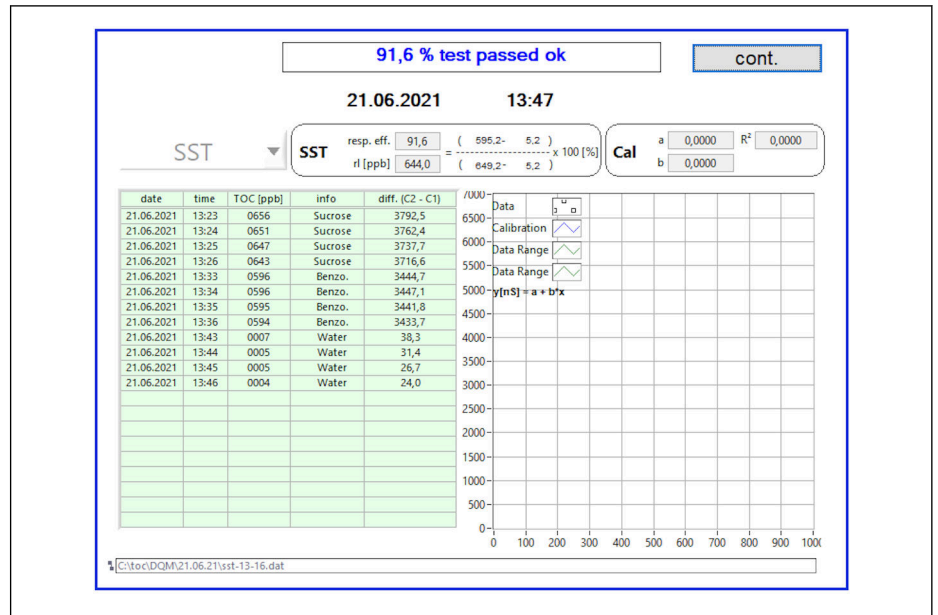 91,6 % test passed ok
cont.
21.06.2021 13:47
SST
SST
resp. eff. 91,6 = ( 595,2- 5,2 )
---------------------- x 100 [%]
rl [ppb] 644,0 ( 649,2- 5,2 )
Cal
a 0,0000 R² 0,0000
b 0,0000
date time TOC [ppb] info diff. (C2 - C1)
21.06.2021 13:23 0656 Sucrose 3792,5
21.06.2021 13:24 0651 Sucrose 3762,4
21.06.2021 13:25 0647 Sucrose 3737,7
21.06.2021 13:26 0643 Sucrose 3716,6
21.06.2021 13:33 0596 Benzo. 3444,7
21.06.2021 13:34 0596 Benzo. 3447,1
21.06.2021 13:35 0595 Benzo. 3441,8
21.06.2021 13:36 0594 Benzo. 3433,7
21.06.2021 13:43 0007 Water 38,3
21.06.2021 13:44 0005 Water 31,4
21.06.2021 13:45 0005 Water 26,7
21.06.2021 13:46 0004 Water 24,0
7000
Data
6500
Calibration
6000
Data Range
5500
Data Range
5000
y[nS] = a + b*x
4500
4000
3500
3000
2500
2000
1500
1000
500
0
0 100 200 300 400 500 600 700 800 900 1000
C:\toc\DQM\21.06.21\sst-13-16.dat